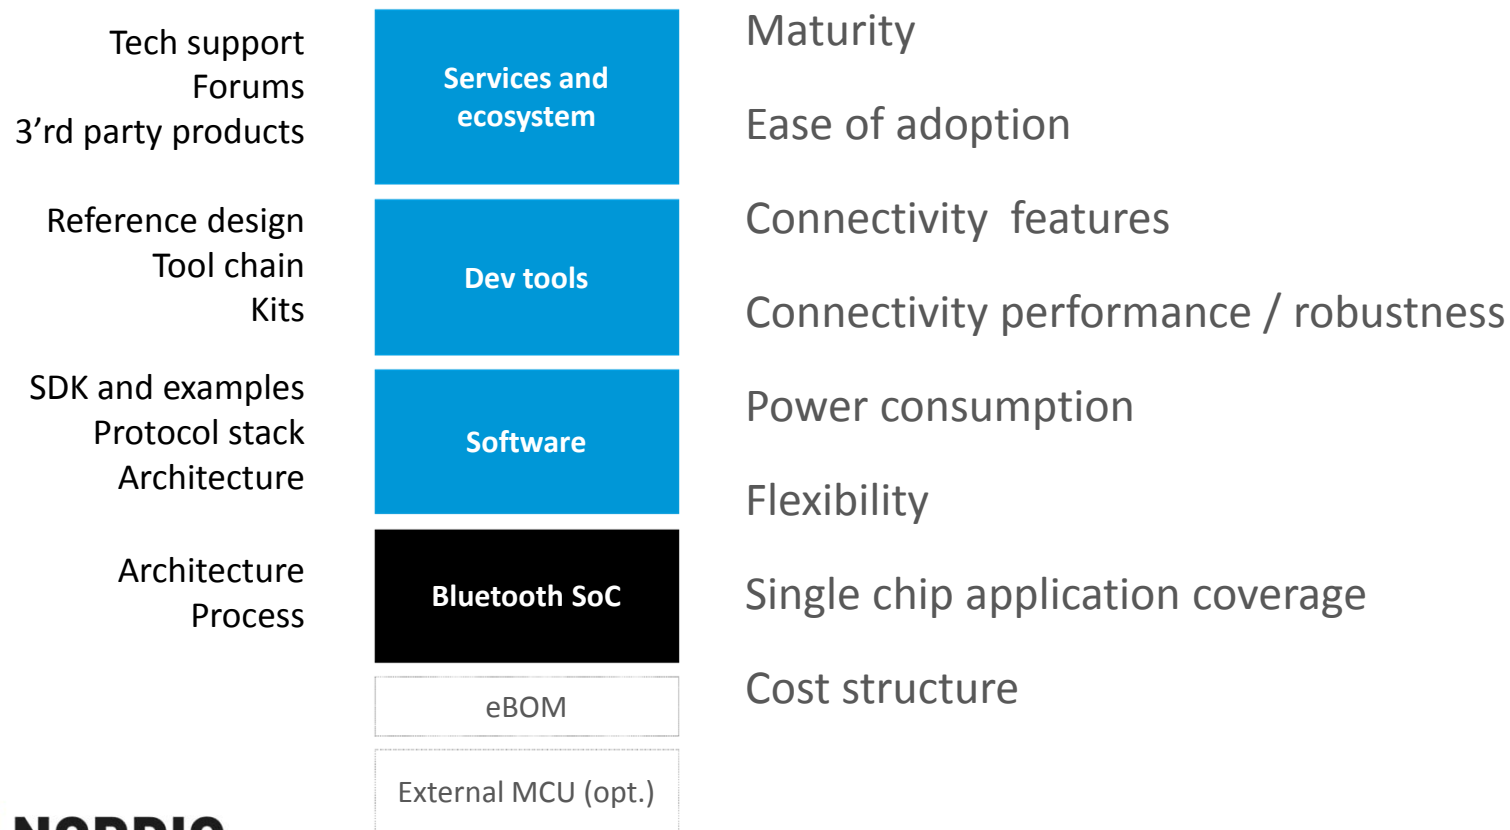 Tech support
Forums
3’rd party products
Services and
ecosystem
Reference design
Tool chain
Kits
Dev tools
SDK and examples
Protocol stack
Architecture
Software
Architecture
Process
Bluetooth SoC
eBOM
External MCU (opt.)
Maturity
Ease of adoption
Connectivity features
Connectivity performance / robustness
Power consumption
Flexibility
Single chip application coverage
Cost structure